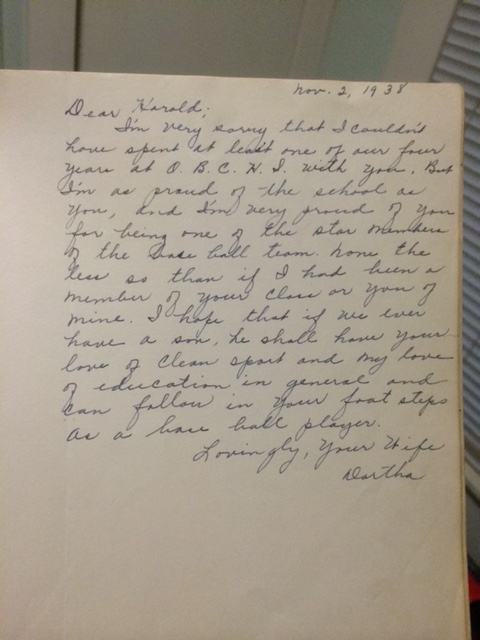 Nov. 2, 1938
Dear Harold;
I'm very sorry that I couldn't
have spent at least one of our four
years at O. B. C. H. S. with you. But
I'm as proud of the school as
you, and I'm very proud of you
for being one of the star members
of the base ball team. None the
less so than if I had been a
member of your class or you of
mine. I hope that if we ever
have a son, he shall have your
love of clean sport and my love
of education in general and
can follow in your foot steps
as a base ball player.
Lovingly, Your Wife
Dortha